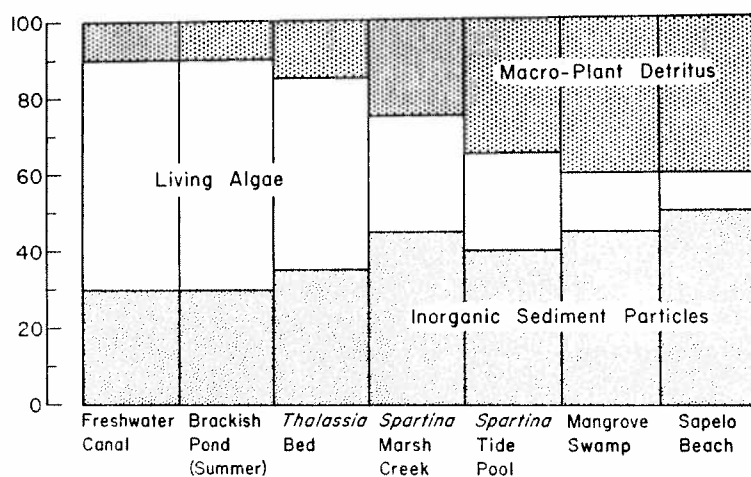 100
80
60
40
20
0
Macro-Plant Detritus
Living Algae
Inorganic Sediment Particles
Freshwater
Canal
Brackish
Pond
(Summer)
Thalassia
Bed
Spartina
Marsh
Creek
Spartina
Tide
Pool
Mangrove
Swamp
Sapelo
Beach